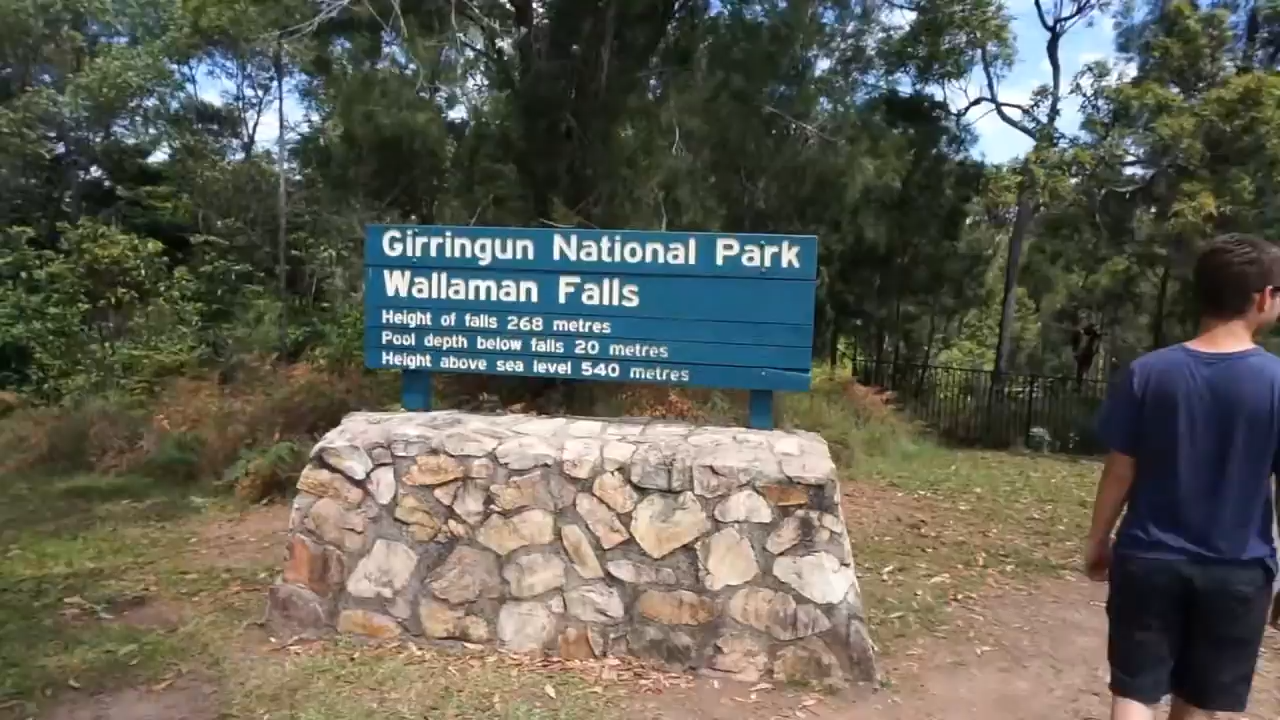 Girringun National Park
Wallaman Falls
Height of falls 268 metres
Pool depth below falls 20 metres
Height above sea level 540 metres